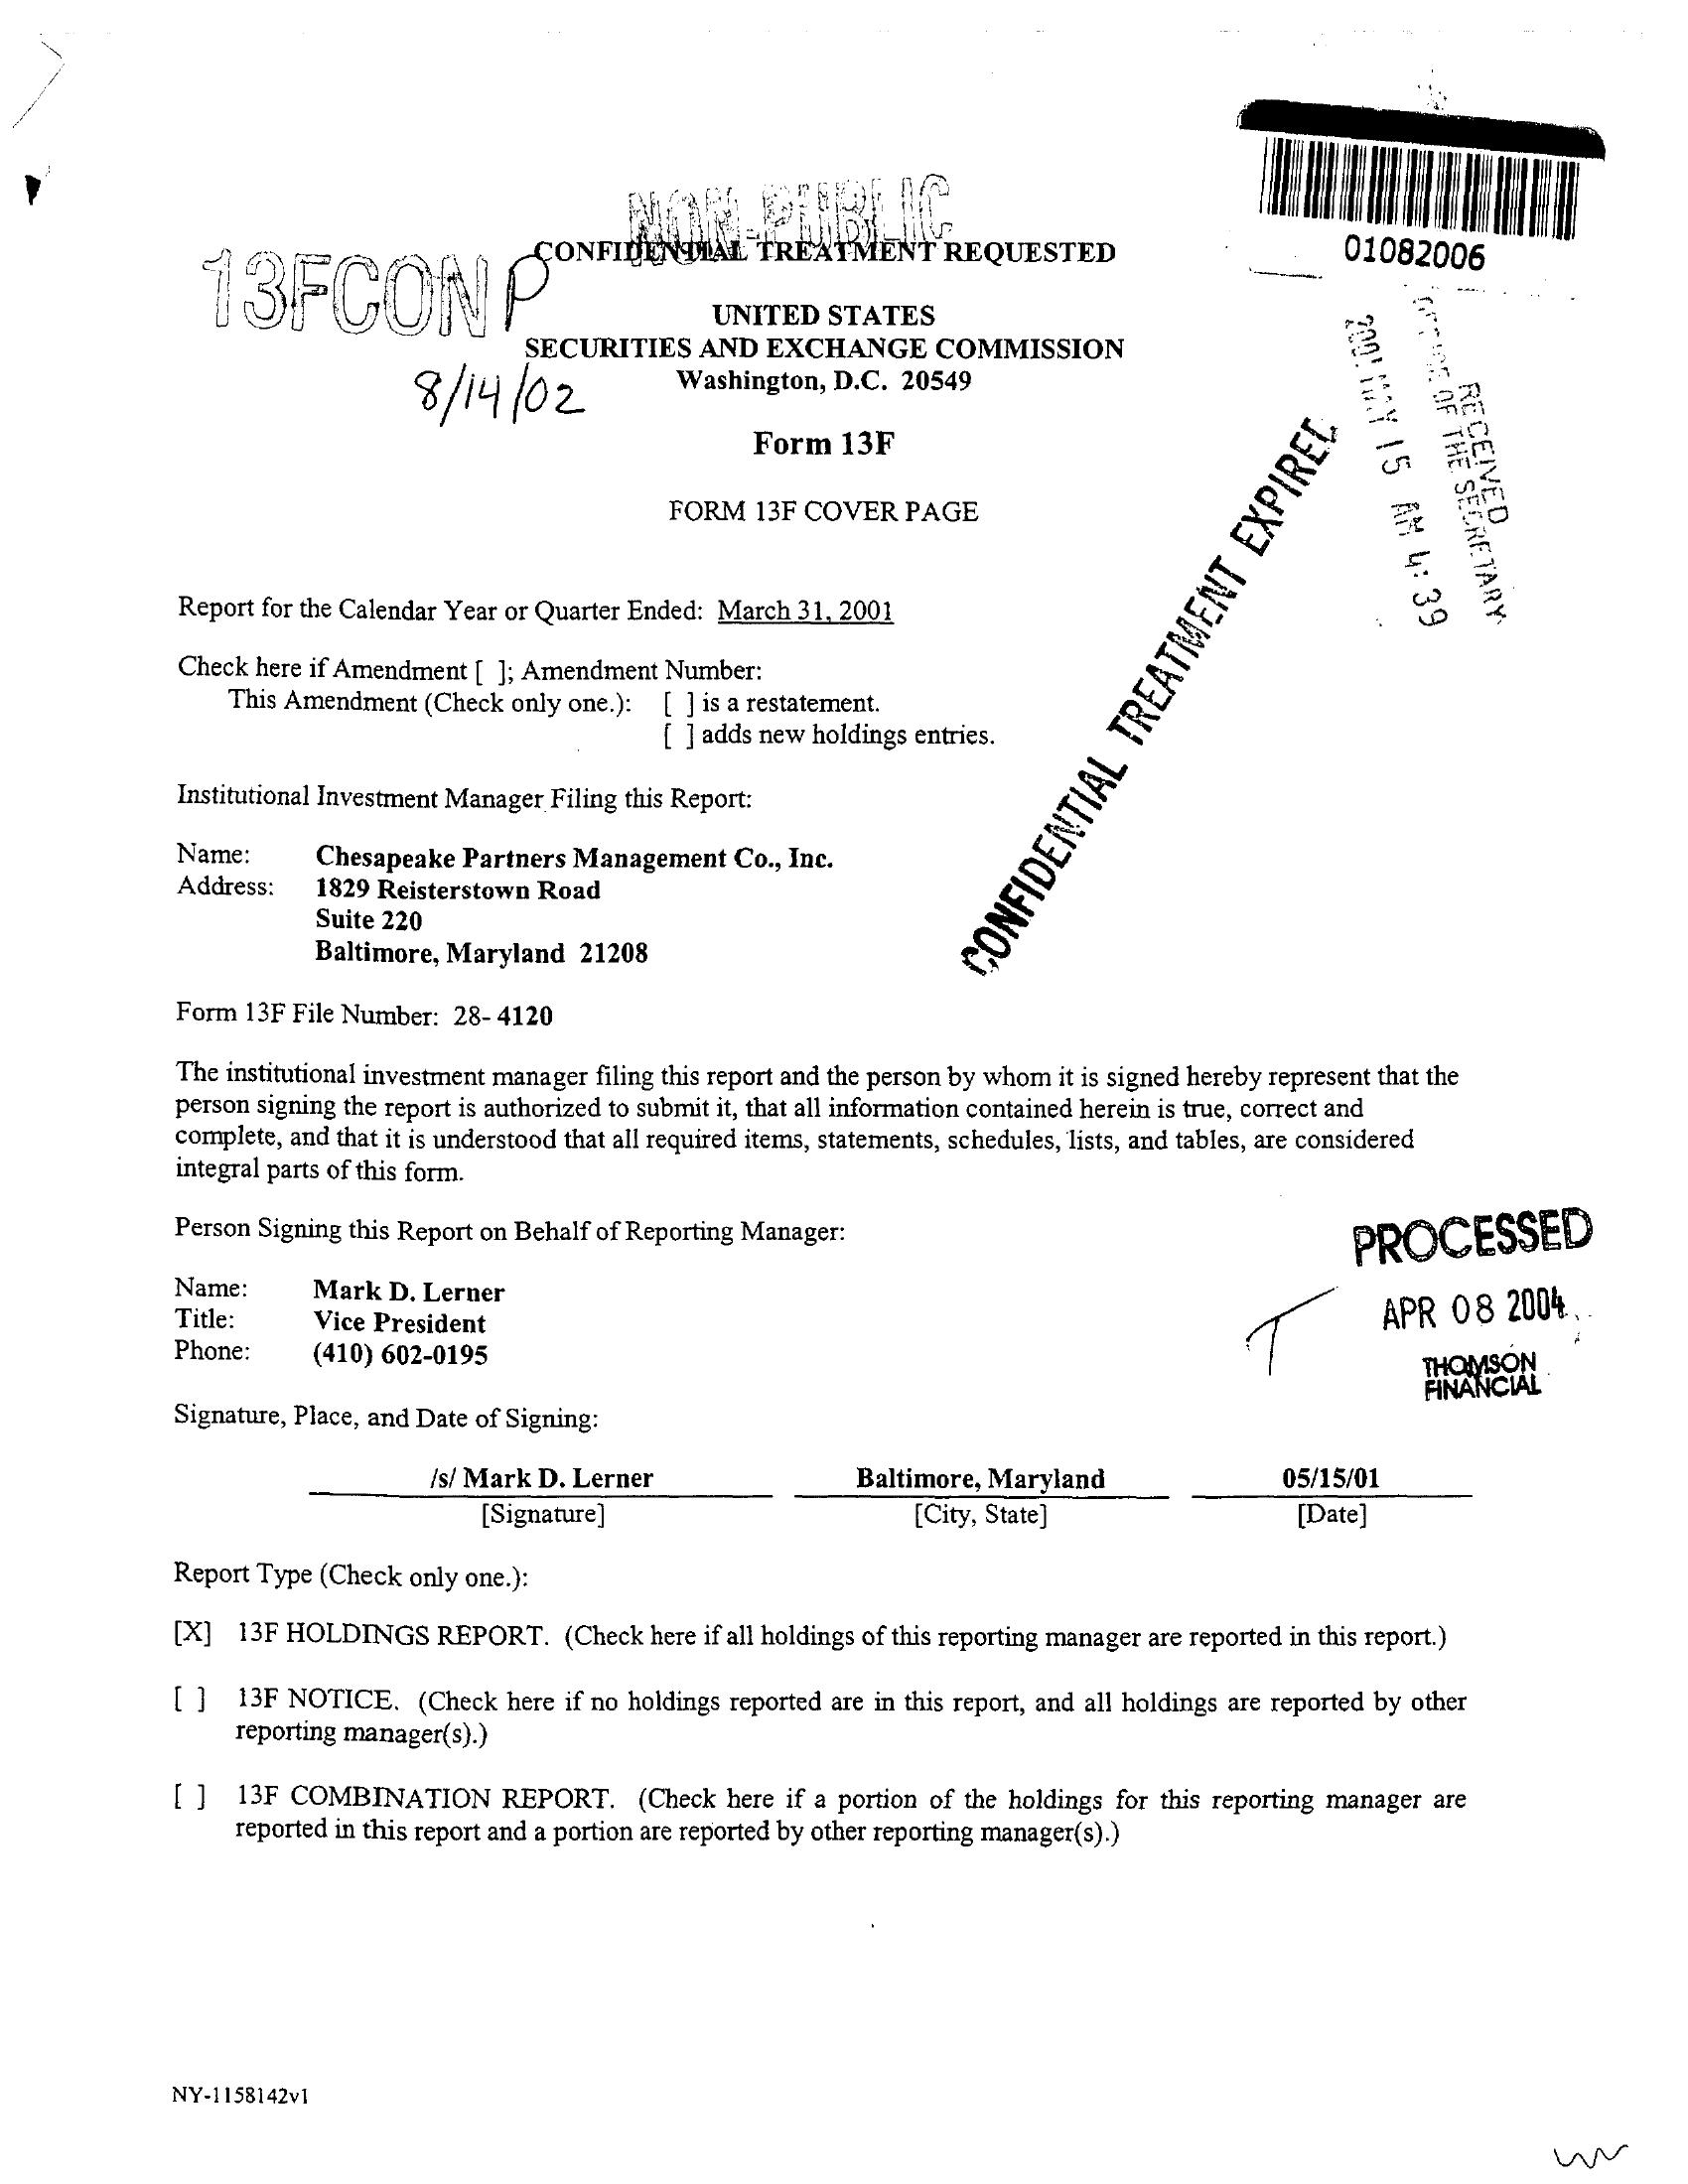 NON-PUBLIC
CONFIDENTIAL TREATMENT REQUESTED
13FCON P
01082006
UNITED STATES
SECURITIES AND EXCHANGE COMMISSION
Washington, D.C. 20549
8/14/02
Form 13F
FORM 13F COVER PAGE
RECEIVED
OFFICE OF THE SECRETARY
2001 MAY 15 AM 4:39
CONFIDENTIAL TREATMENT EXPIRED
Report for the Calendar Year or Quarter Ended: March 31, 2001
Check here if Amendment [ ]; Amendment Number:
This Amendment (Check only one.): [ ] is a restatement.
[ ] adds new holdings entries.
Institutional Investment Manager Filing this Report:
Name: Chesapeake Partners Management Co., Inc.
Address: 1829 Reisterstown Road
Suite 220
Baltimore, Maryland 21208
Form 13F File Number: 28- 4120
The institutional investment manager filing this report and the person by whom it is signed hereby represent that the
person signing the report is authorized to submit it, that all information contained herein is true, correct and
complete, and that it is understood that all required items, statements, schedules, lists, and tables, are considered
integral parts of this form.
Person Signing this Report on Behalf of Reporting Manager:
Name: Mark D. Lerner
Title: Vice President
Phone: (410) 602-0195
PROCESSED
APR 08 2004
THOMSON
FINANCIAL
Signature, Place, and Date of Signing:
/s/ Mark D. Lerner Baltimore, Maryland 05/15/01
[Signature] [City, State] [Date]
Report Type (Check only one.):
[X] 13F HOLDINGS REPORT. (Check here if all holdings of this reporting manager are reported in this report.)
[ ] 13F NOTICE. (Check here if no holdings reported are in this report, and all holdings are reported by other
reporting manager(s).)
[ ] 13F COMBINATION REPORT. (Check here if a portion of the holdings for this reporting manager are
reported in this report and a portion are reported by other reporting manager(s).)
NY-1158142v1